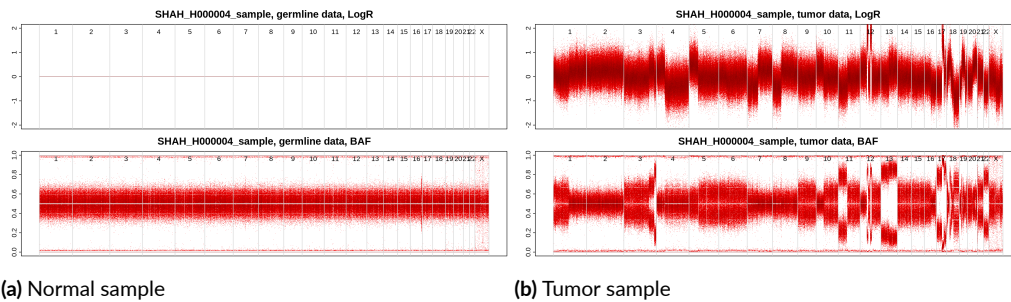 SHAH_H000004_sample, germline data, LogR
2
1
0
-1
-2
1 2 3 4 5 6 7 8 9 10 11 12 13 14 15 16 17 18 19 20 21 22 X
SHAH_H000004_sample, germline data, BAF
1.0
0.8
0.6
0.4
0.2
0.0
1 2 3 4 5 6 7 8 9 10 11 12 13 14 15 16 17 18 19 20 21 22 X
(a) Normal sample
SHAH_H000004_sample, tumor data, LogR
2
1
0
-1
-2
1 2 3 4 5 6 7 8 9 10 11 12 13 14 15 16 17 18 19 20 21 22 X
SHAH_H000004_sample, tumor data, BAF
1.0
0.8
0.6
0.4
0.2
0.0
1 2 3 4 5 6 7 8 9 10 11 12 13 14 15 16 17 18 19 20 21 22 X
(b) Tumor sample